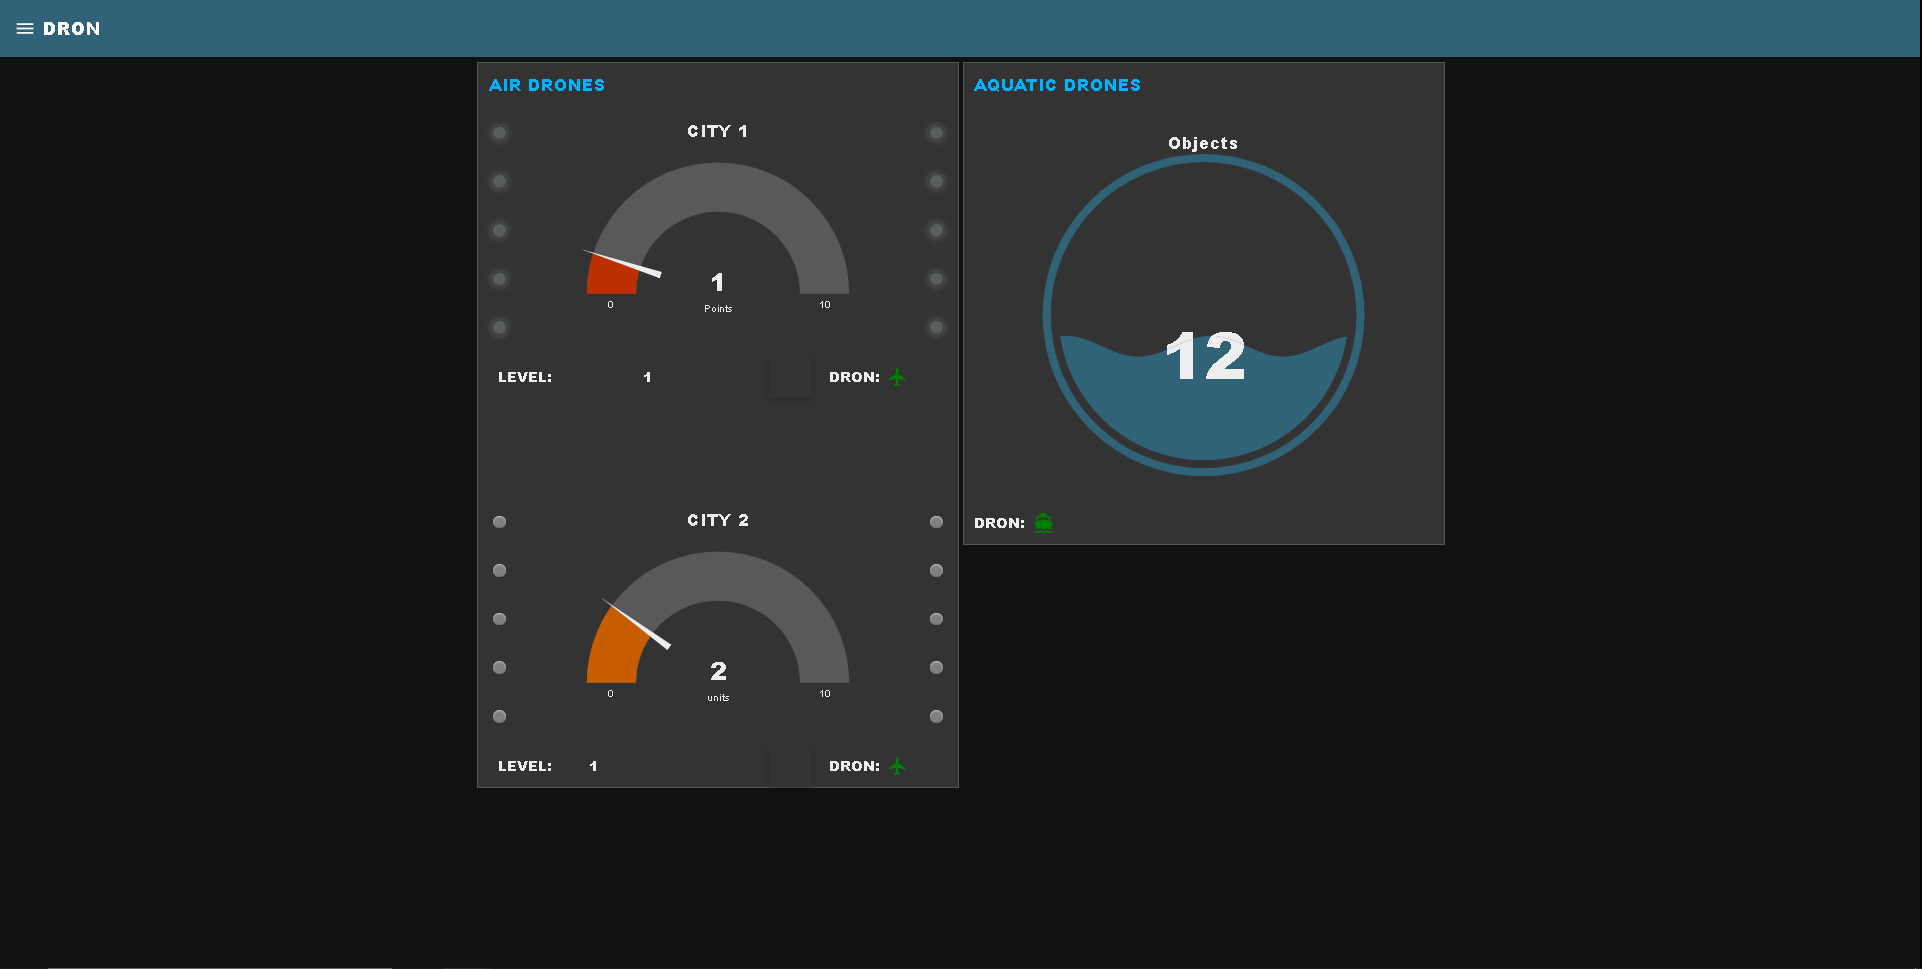 DRON
AIR DRONES
CITY 1
1
Points
0
10
LEVEL: 1 DRON:
CITY 2
2
units
0
10
LEVEL: 1 DRON:
AQUATIC DRONES
Objects
12
DRON: